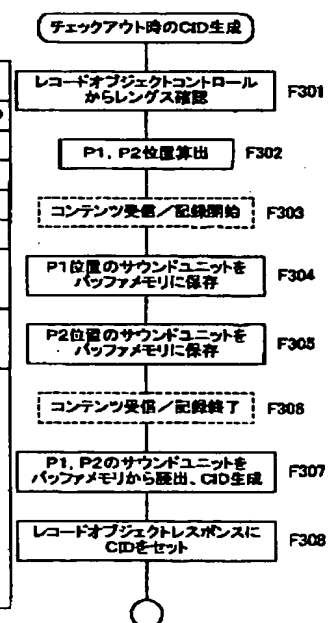 チェックアウト時のCID生成
レコードオブジェクトコントロール
からレングス確認
F301
P1, P2位置算出
F302
コンテンツ受信/記録開始
F303
P1位置のサウンドユニットを
バッファメモリに保存
F304
P2位置のサウンドユニットを
バッファメモリに保存
F305
コンテンツ受信/記録終了
F306
P1, P2のサウンドユニットを
バッファメモリから読出、CID生成
F307
レコードオブジェクトレスポンスに
CIDをセット
F308